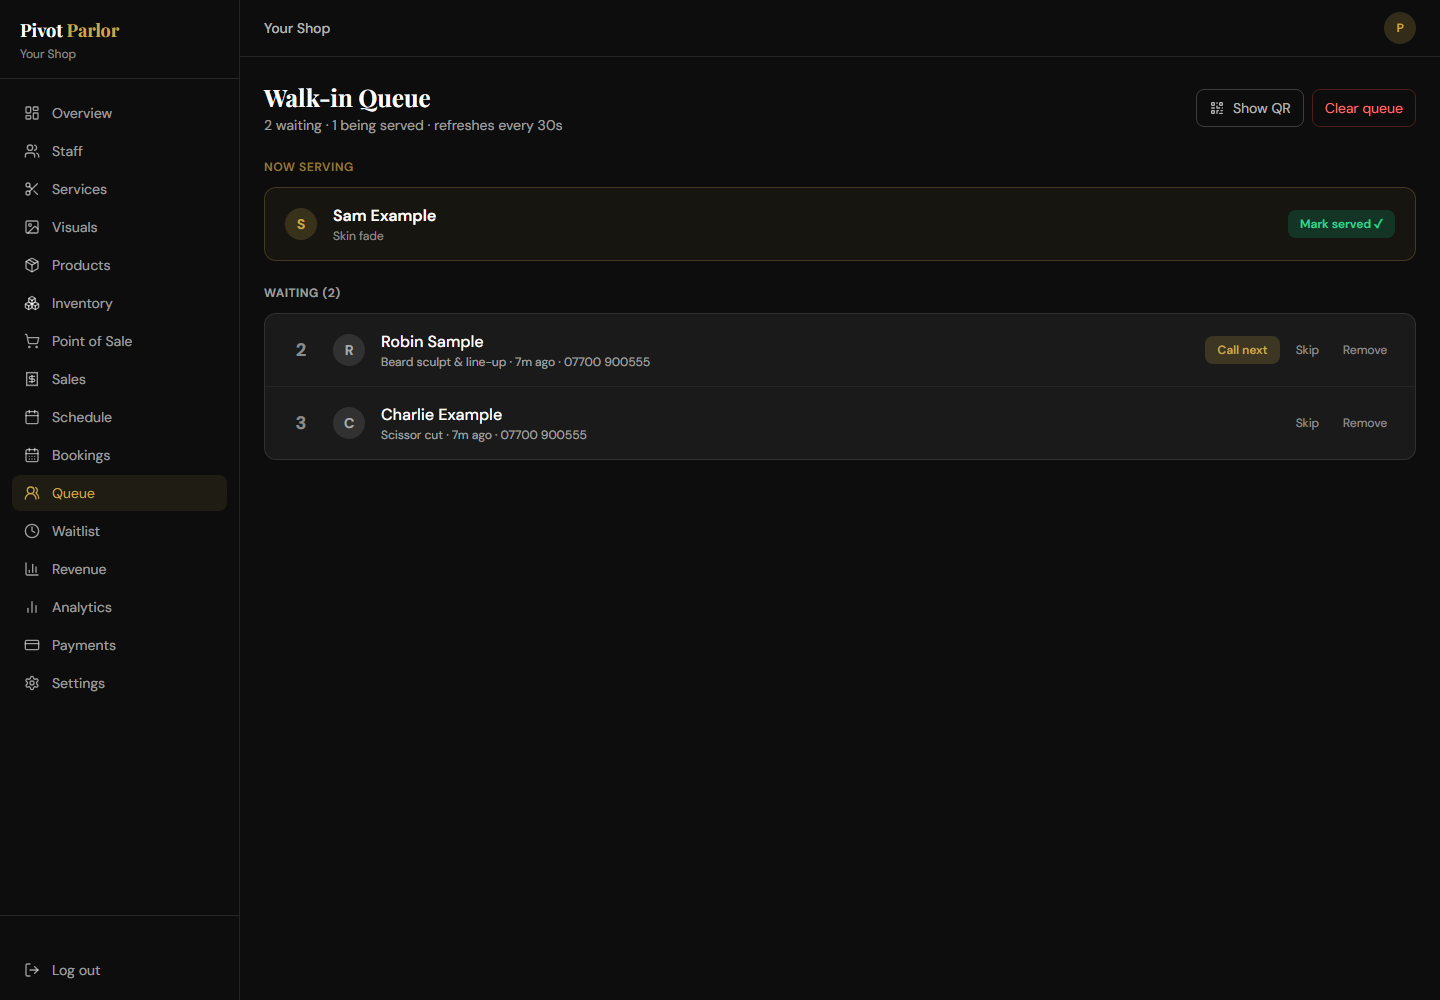 Pivot Parlor
Your Shop
Overview
Staff
Services
Visuals
Products
Inventory
Point of Sale
Sales
Schedule
Bookings
Queue
Waitlist
Revenue
Analytics
Payments
Settings
Log out
Your Shop
P
Walk-in Queue
2 waiting · 1 being served · refreshes every 30s
Show QR
Clear queue
NOW SERVING
S
Sam Example
Skin fade
Mark served ✓
WAITING (2)
2
R
Robin Sample
Beard sculpt & line-up · 7m ago · 07700 900555
Call next
Skip
Remove
3
C
Charlie Example
Scissor cut · 7m ago · 07700 900555
Skip
Remove